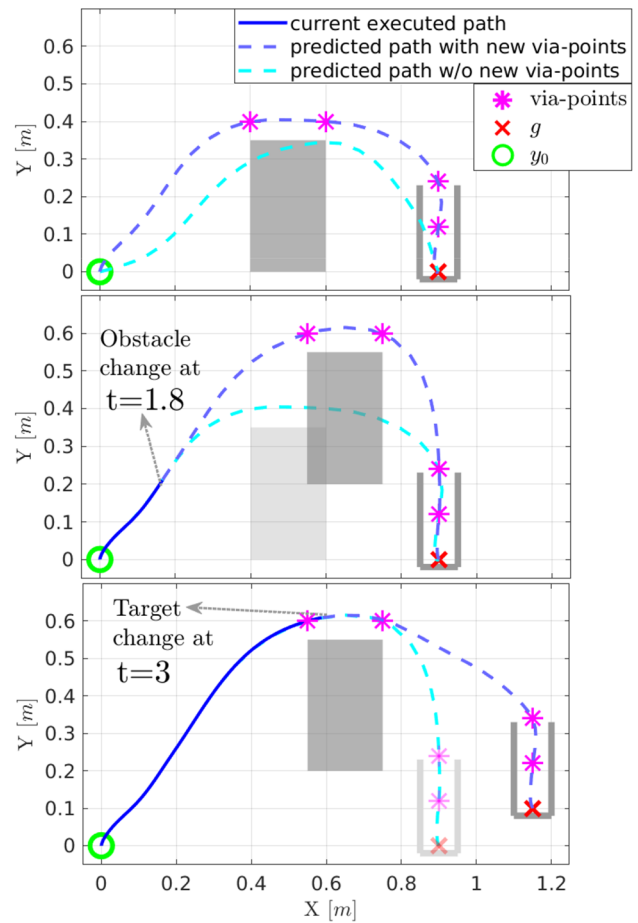 current executed path
predicted path with new via-points
predicted path w/o new via-points
via-points
g
y₀
0.6
0.5
0.4
0.3
0.2
0.1
0
Y [m]
Obstacle
change at
t=1.8
0.6
0.5
0.4
0.3
0.2
0.1
0
Y [m]
Target
change at
t=3
0.6
0.5
0.4
0.3
0.2
0.1
0
Y [m]
0 0.2 0.4 0.6 0.8 1 1.2
X [m]